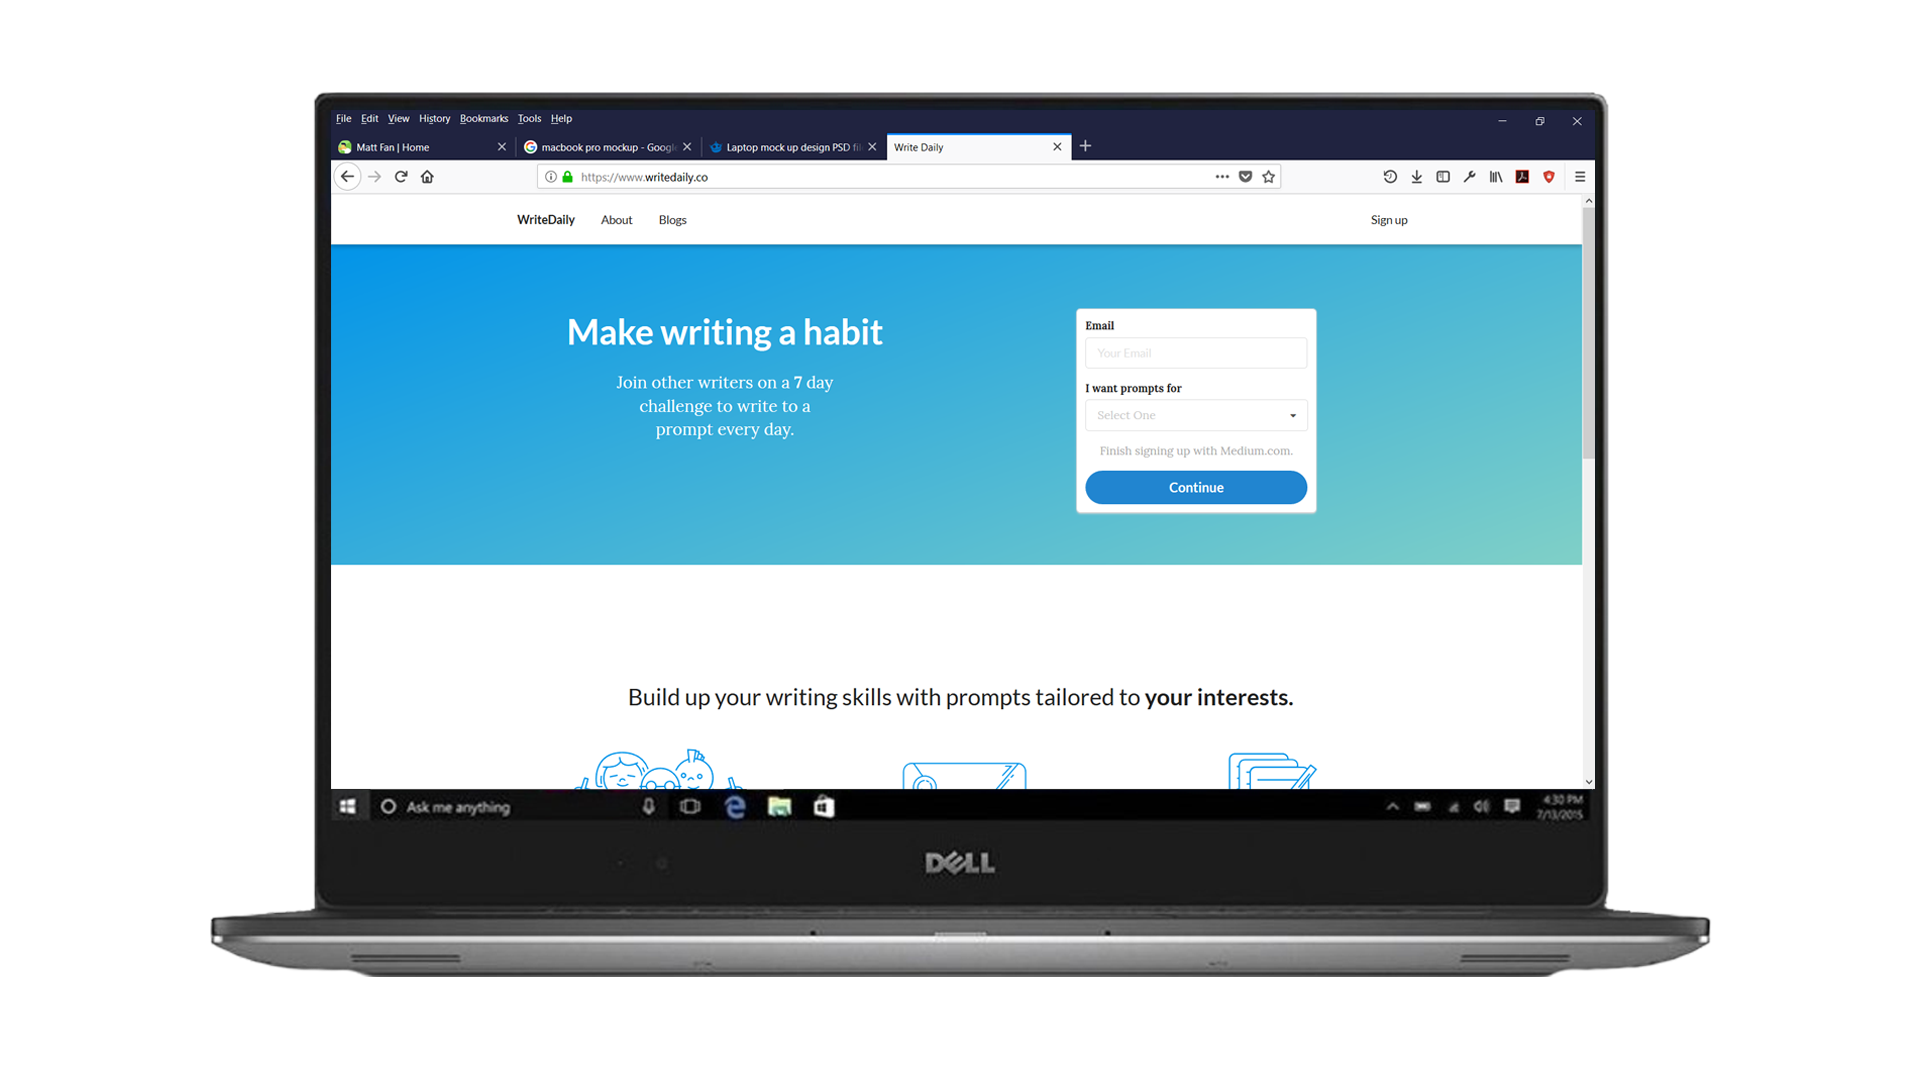 File Edit View History Bookmarks Tools Help
Matt Fan | Home
macbook pro mockup - Google
Laptop mock up design PSD fil
Write Daily
https://www.writedaily.co
WriteDaily About Blogs Sign up
Make writing a habit
Join other writers on a 7 day
challenge to write to a
prompt every day.
Email
Your Email
I want prompts for
Select One
Finish signing up with Medium.com.
Continue
Build up your writing skills with prompts tailored to your interests.
Ask me anything
4:30 PM
7/13/2015
DELL